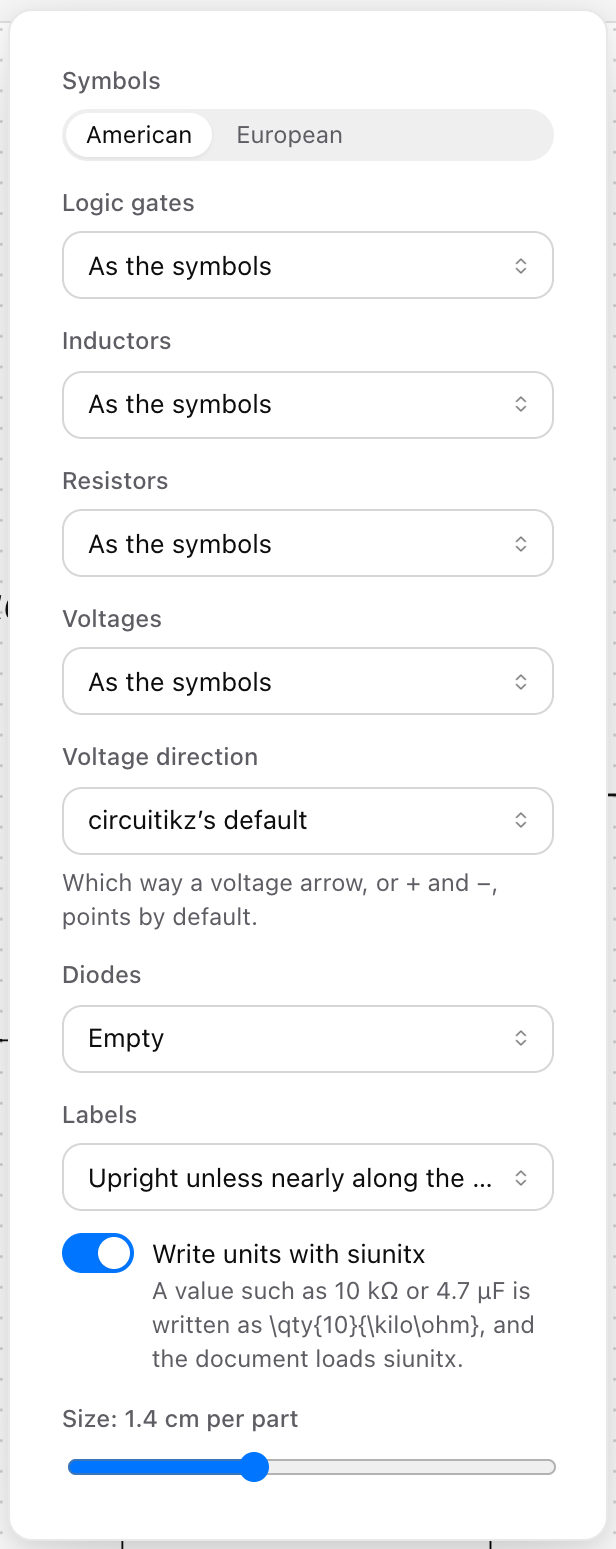 Symbols
American European
Logic gates
As the symbols
Inductors
As the symbols
Resistors
As the symbols
Voltages
As the symbols
Voltage direction
circuitikz’s default
Which way a voltage arrow, or + and −,
points by default.
Diodes
Empty
Labels
Upright unless nearly along the ...
Write units with siunitx
A value such as 10 kΩ or 4.7 µF is
written as \qty{10}{\kilo\ohm}, and
the document loads siunitx.
Size: 1.4 cm per part